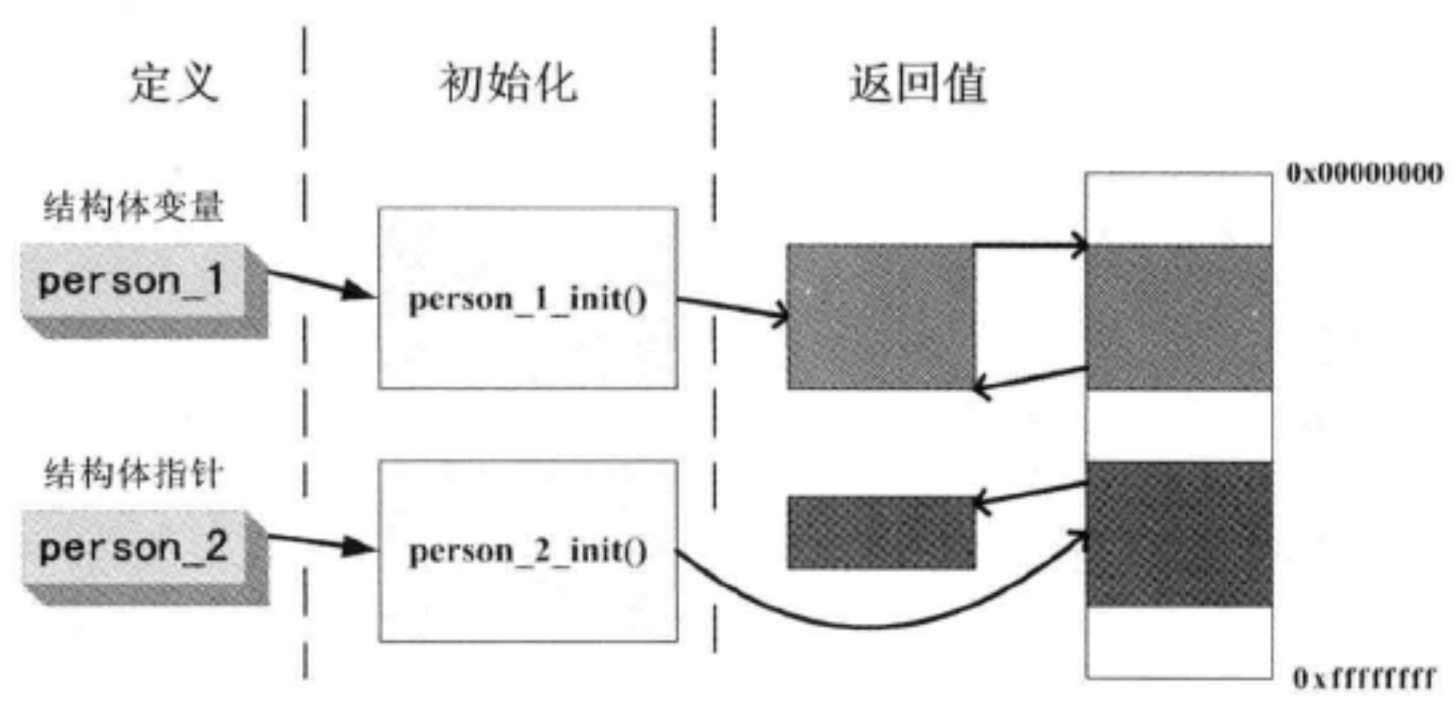 定义
初始化
返回值
0x00000000
结构体变量
person_1
person_1_init()
结构体指针
person_2
person_2_init()
0xffffffff